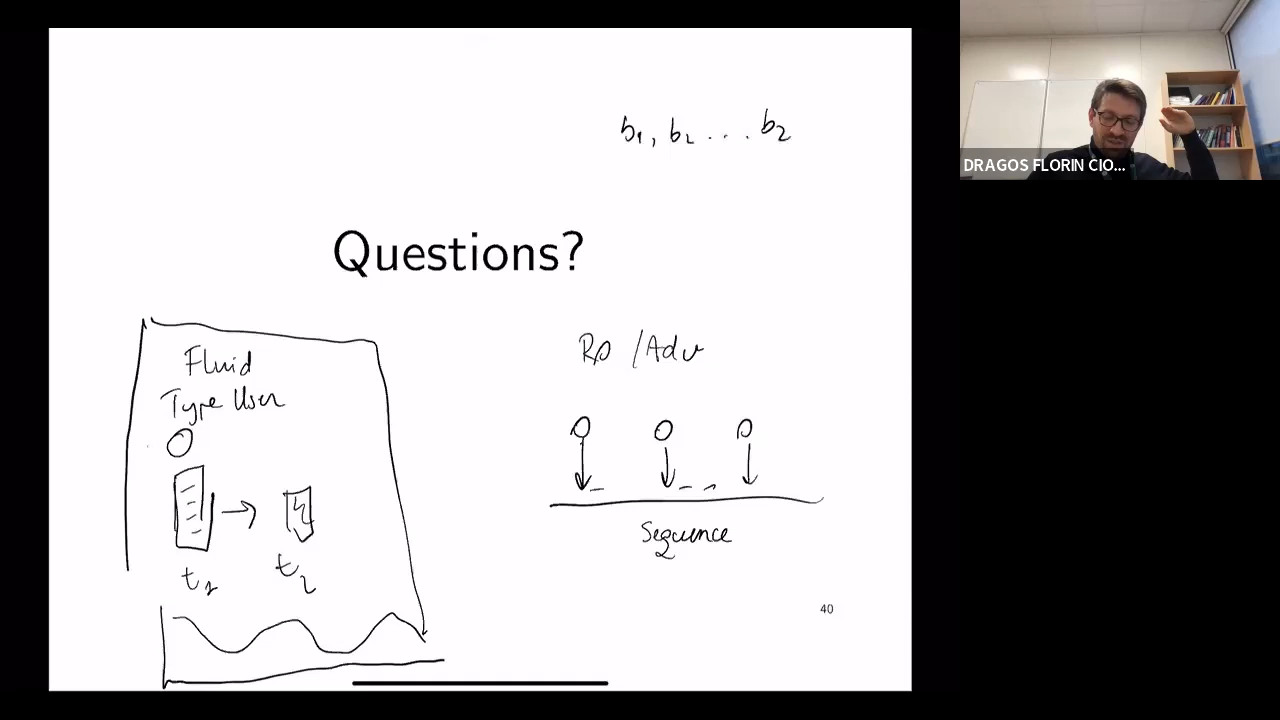 b1, b2 ... b2
DRAGOS FLORIN CIO...
Questions?
Fluid
Type User
t1
t2
Ro /Adv
Sequence
40